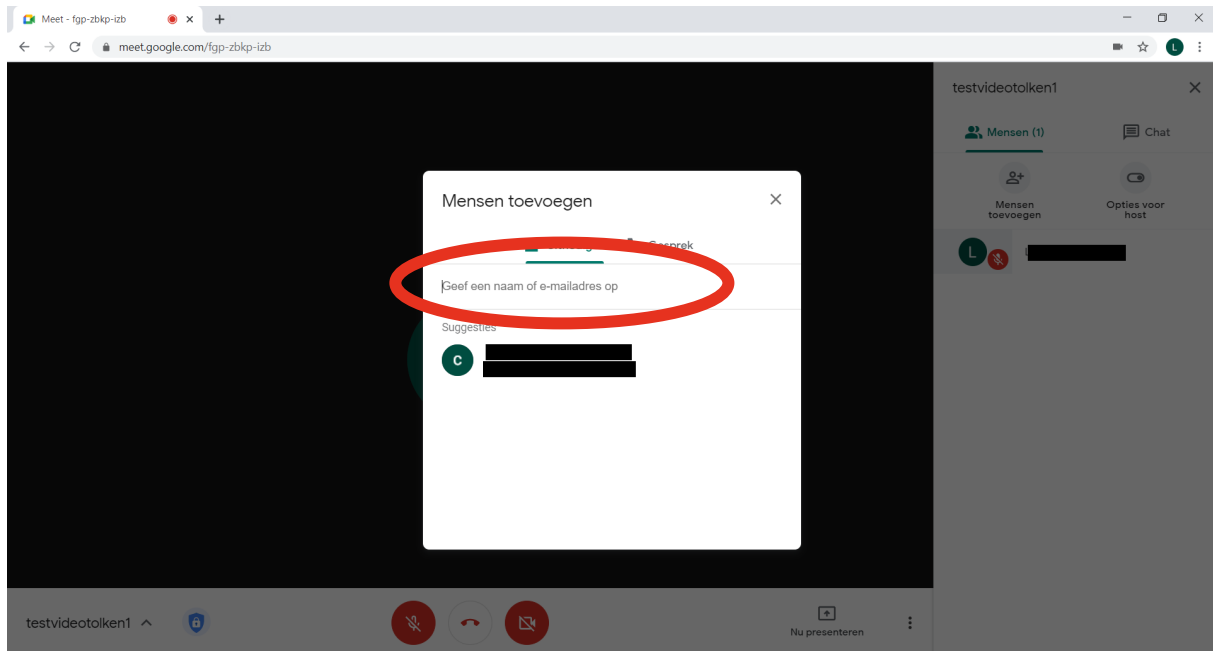 Meet - fgp-zbkp-izb
meet.google.com/fgp-zbkp-izb
L
testvideotolken1
Mensen (1)
Chat
Mensen toevoegen
Mensen
toevoegen
Opties voor
host
Gesprek
L
Geef een naam of e-mailadres op
Suggesties
C
testvideotolken1
Nu presenteren